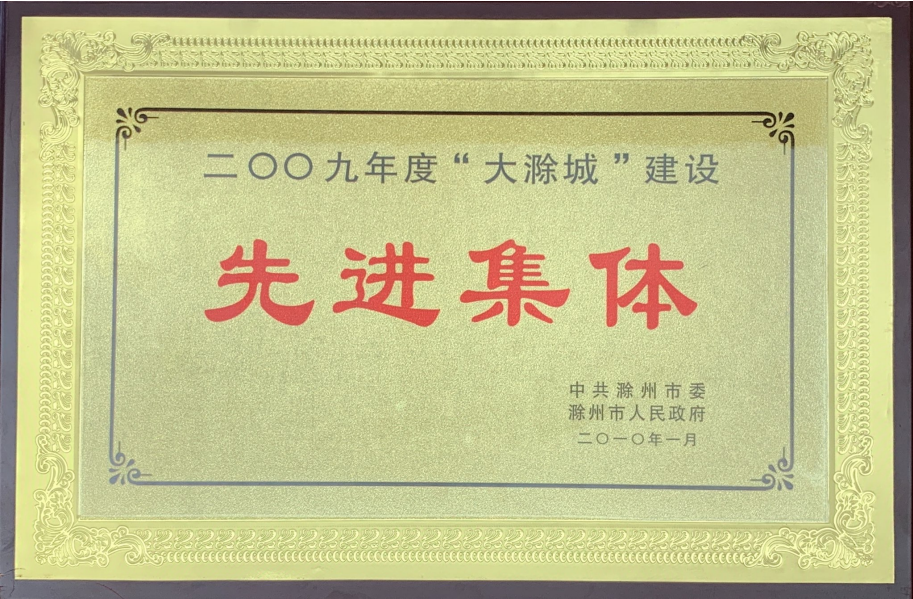 二〇〇九年度“大滁城”建设
先进集体
中共滁州市委
滁州市人民政府
二〇一〇年一月